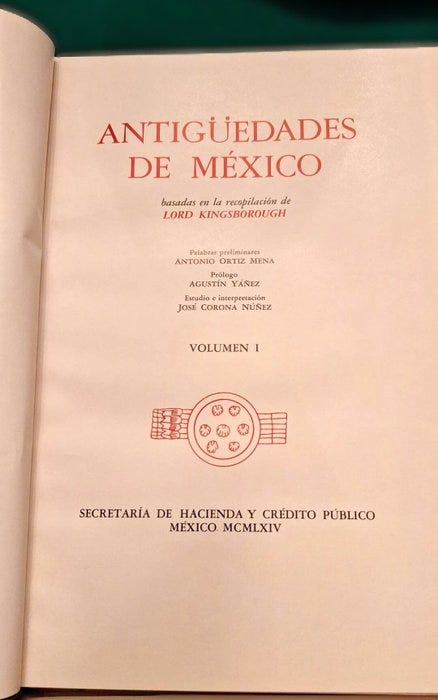 ANTIGÜEDADES
DE MÉXICO
basadas en la recopilación de
LORD KINGSBOROUGH
Palabras preliminares
ANTONIO ORTIZ MENA
Prólogo
AGUSTÍN YÁÑEZ
Estudio e interpretación
JOSÉ CORONA NÚÑEZ
VOLUMEN I
SECRETARÍA DE HACIENDA Y CRÉDITO PÚBLICO
MÉXICO MCMLXIV